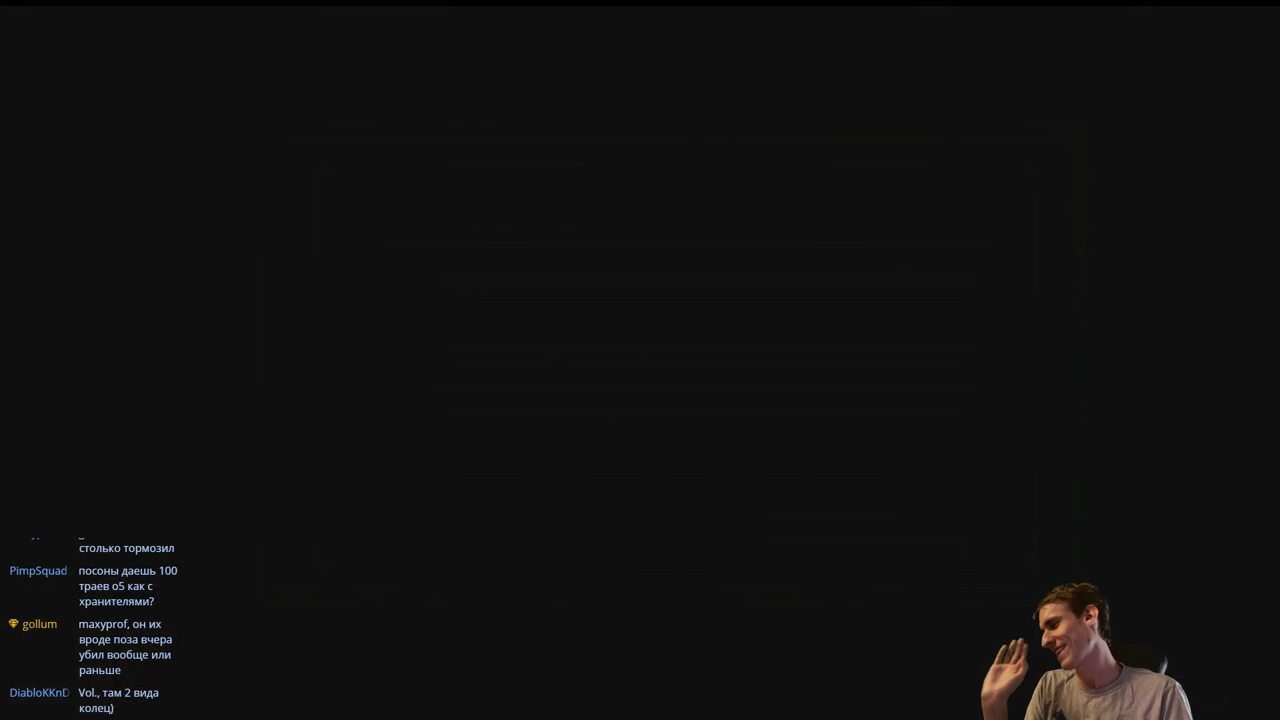 столько тормозил
PimpSquad посоны даешь 100
траев о5 как с
хранителями?
gollum maxyprof, он их
вроде поза вчера
убил вообще или
раньше
DiabloKKnD Vol., там 2 вида
колец)